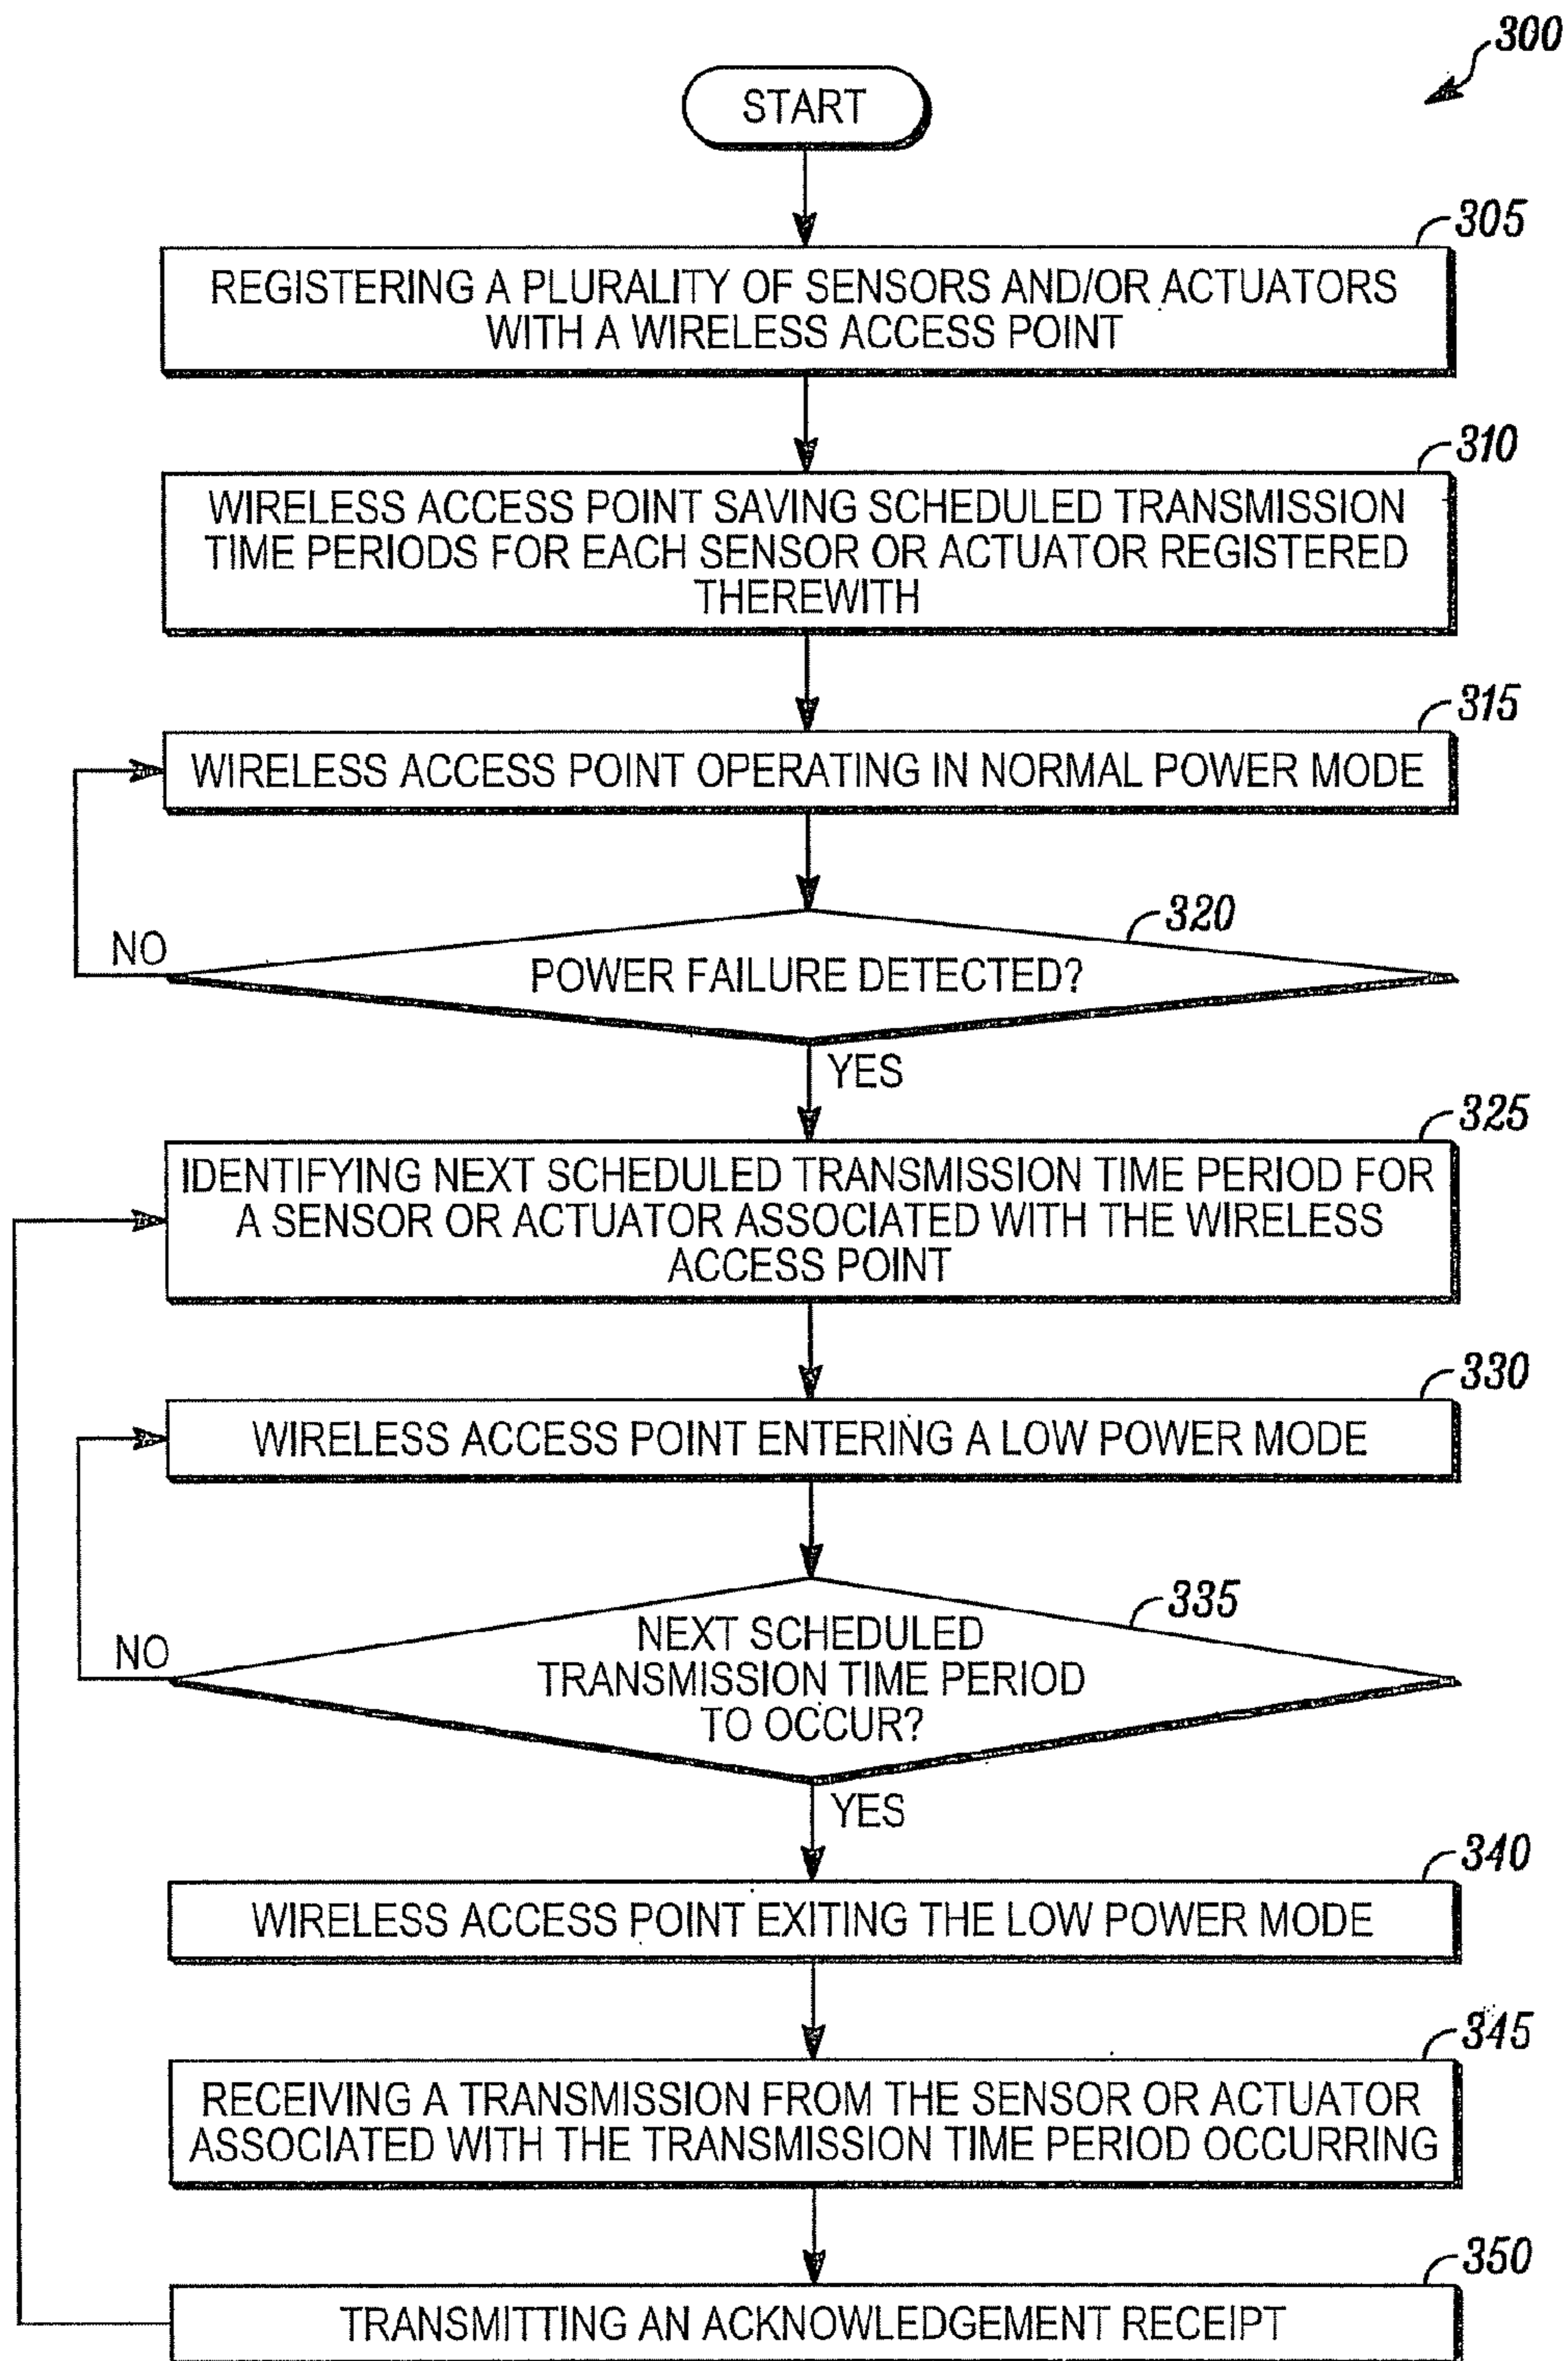 300
START
305
REGISTERING A PLURALITY OF SENSORS AND/OR ACTUATORS
WITH A WIRELESS ACCESS POINT
310
WIRELESS ACCESS POINT SAVING SCHEDULED TRANSMISSION
TIME PERIODS FOR EACH SENSOR OR ACTUATOR REGISTERED
THEREWITH
315
WIRELESS ACCESS POINT OPERATING IN NORMAL POWER MODE
320
NO
POWER FAILURE DETECTED?
YES
325
IDENTIFYING NEXT SCHEDULED TRANSMISSION TIME PERIOD FOR
A SENSOR OR ACTUATOR ASSOCIATED WITH THE WIRELESS
ACCESS POINT
330
WIRELESS ACCESS POINT ENTERING A LOW POWER MODE
335
NO
NEXT SCHEDULED
TRANSMISSION TIME PERIOD
TO OCCUR?
YES
340
WIRELESS ACCESS POINT EXITING THE LOW POWER MODE
345
RECEIVING A TRANSMISSION FROM THE SENSOR OR ACTUATOR
ASSOCIATED WITH THE TRANSMISSION TIME PERIOD OCCURRING
350
TRANSMITTING AN ACKNOWLEDGEMENT RECEIPT